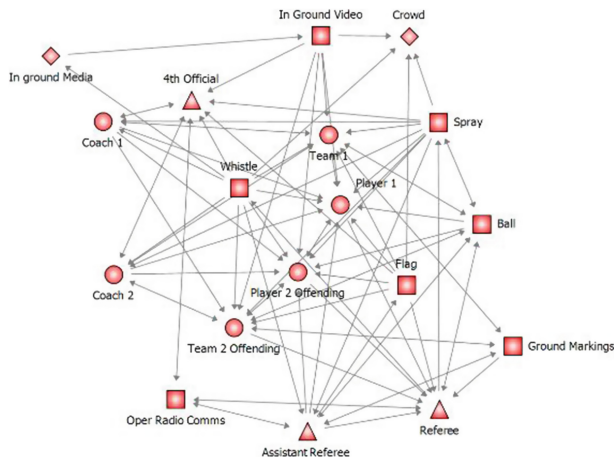 In Ground Video
Crowd
In ground Media
4th Official
Coach 1
Team 1
Spray
Whistle
Player 1
Ball
Coach 2
Player 2 Offending
Flag
Team 2 Offending
Ground Markings
Oper Radio Comms
Assistant Referee
Referee